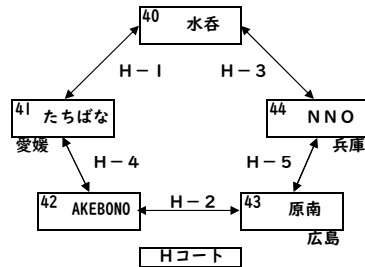 40 水呑
H-1
H-3
41 たちばな
44 NNO
愛媛
兵庫
H-4
H-5
42 AKEBONO
H-2
43 原南
広島
Hコート